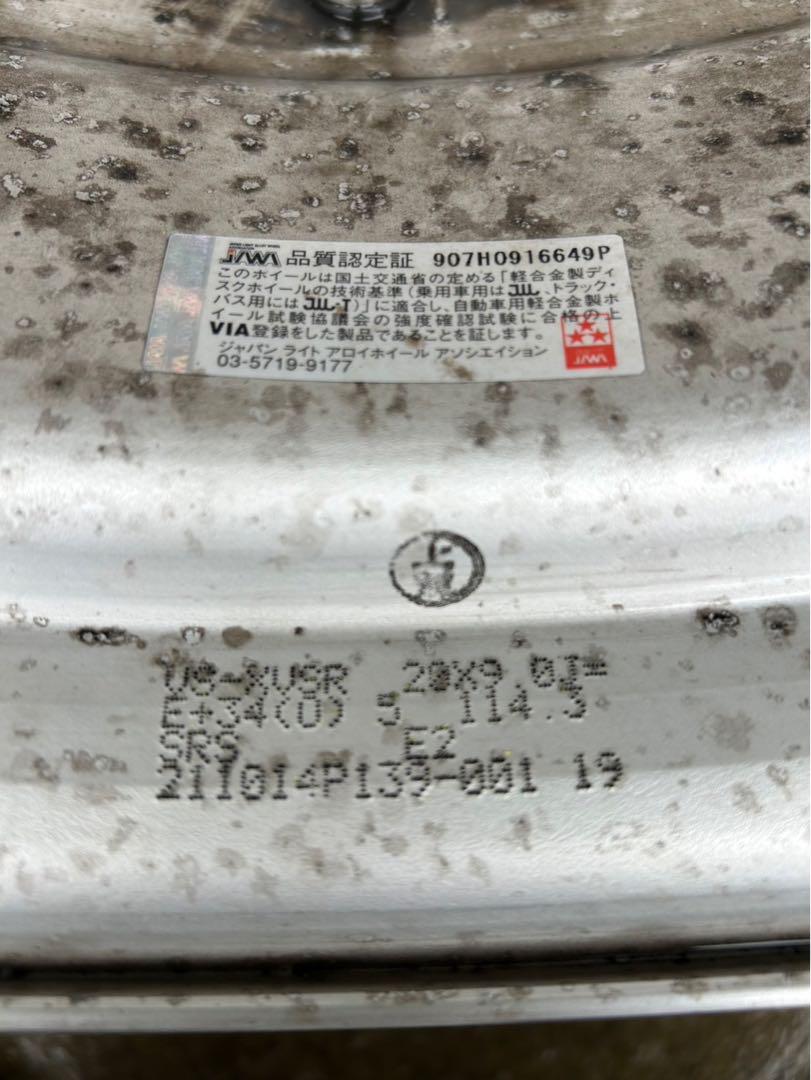 JAPAN LIGHT ALLOY WHEEL
ASSOCIATION
JAWA 品質認定証 907H0916649P
このホイールは国土交通省の定める「軽合金製ディ
スクホイールの技術基準(乗用車用はJWL、トラック・
バス用にはJWL-T)」に適合し、自動車用軽合金製ホ
イール試験協議会の強度確認試験に合格の上
VIA登録をした製品であることを証します。
ジャパン ライト アロイホイール アソシエイション
03-5719-9177
JAWA
20X9.0J=
E+34(U) 5 114.3
SRS E2
211014P139-001 19